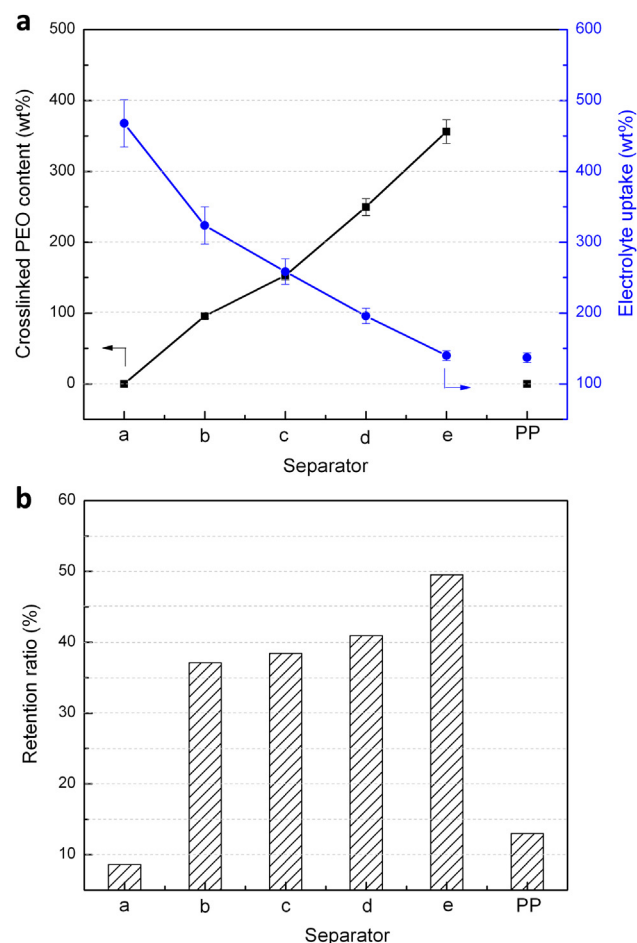 a
500
400
300
200
100
0
Crosslinked PEO content (wt%)
600
500
400
300
200
100
Electrolyte uptake (wt%)
a b c d e PP
Separator
b
60
50
40
30
20
10
Retention ratio (%)
a b c d e PP
Separator